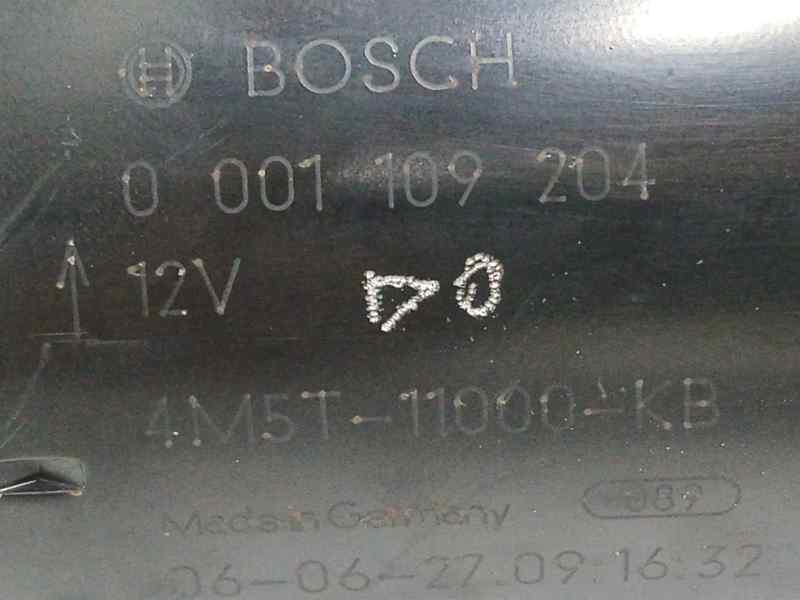 BOSCH
0 001 109 204
12V
4M5T-11000-KB
089
Made in Germany
06-06-27.09:16:32